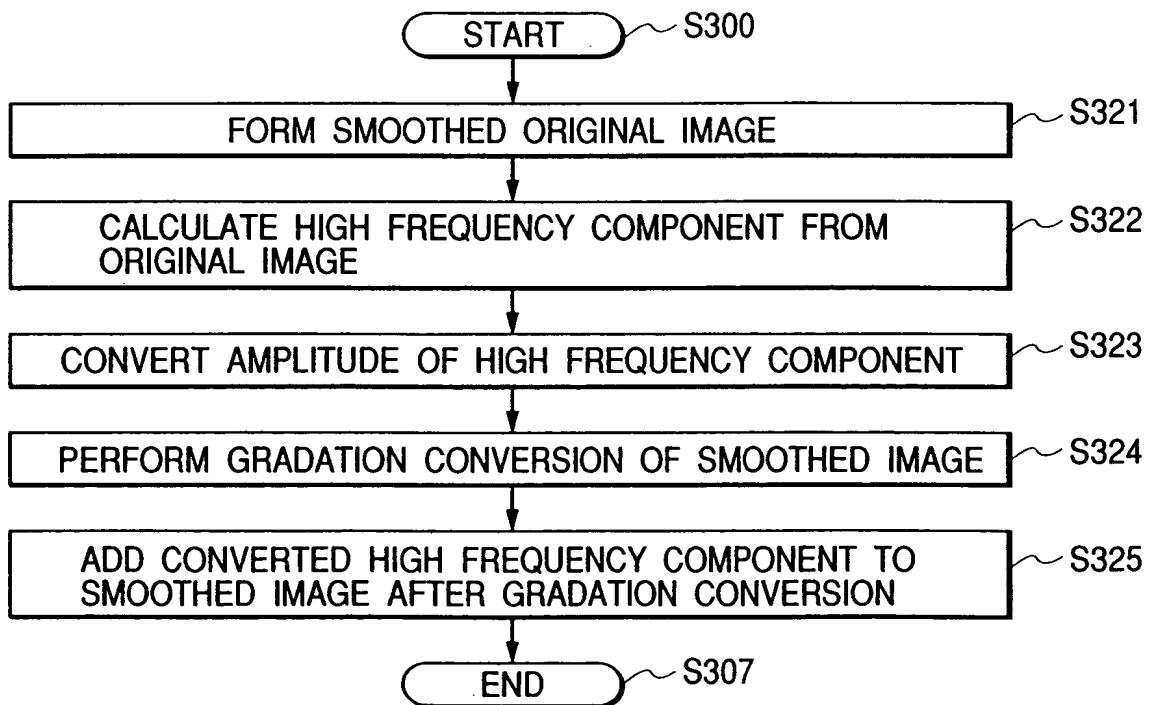 START S300
FORM SMOOTHED ORIGINAL IMAGE S321
CALCULATE HIGH FREQUENCY COMPONENT FROM S322
ORIGINAL IMAGE
CONVERT AMPLITUDE OF HIGH FREQUENCY COMPONENT S323
PERFORM GRADATION CONVERSION OF SMOOTHED IMAGE S324
ADD CONVERTED HIGH FREQUENCY COMPONENT TO S325
SMOOTHED IMAGE AFTER GRADATION CONVERSION
END S307